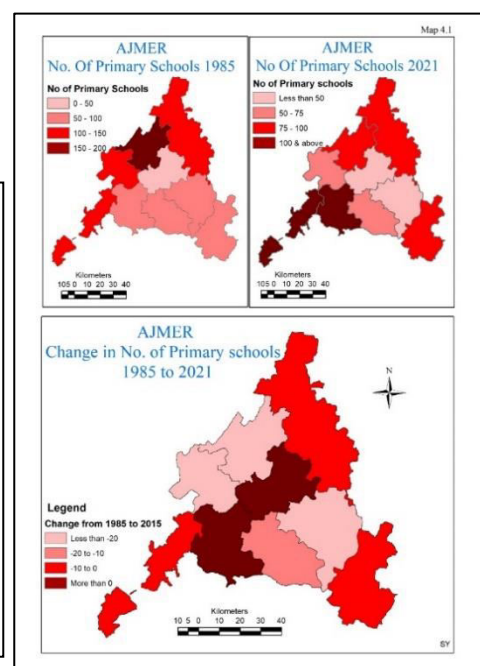 Map 4.1
AJMER
No. Of Primary Schools 1985
No of Primary Schools
0 - 50
50 - 100
100 - 150
150 - 200
Kilometers
105 0 10 20 30 40
AJMER
No Of Primary Schools 2021
No of Primary schools
Less than 50
50 - 75
75 - 100
100 & above
Kilometers
105 0 10 20 30 40
AJMER
Change in No. of Primary schools
1985 to 2021
N
Legend
Change from 1985 to 2015
Less than -20
-20 to -10
-10 to 0
More than 0
Kilometers
10 5 0 10 20 30 40
SY